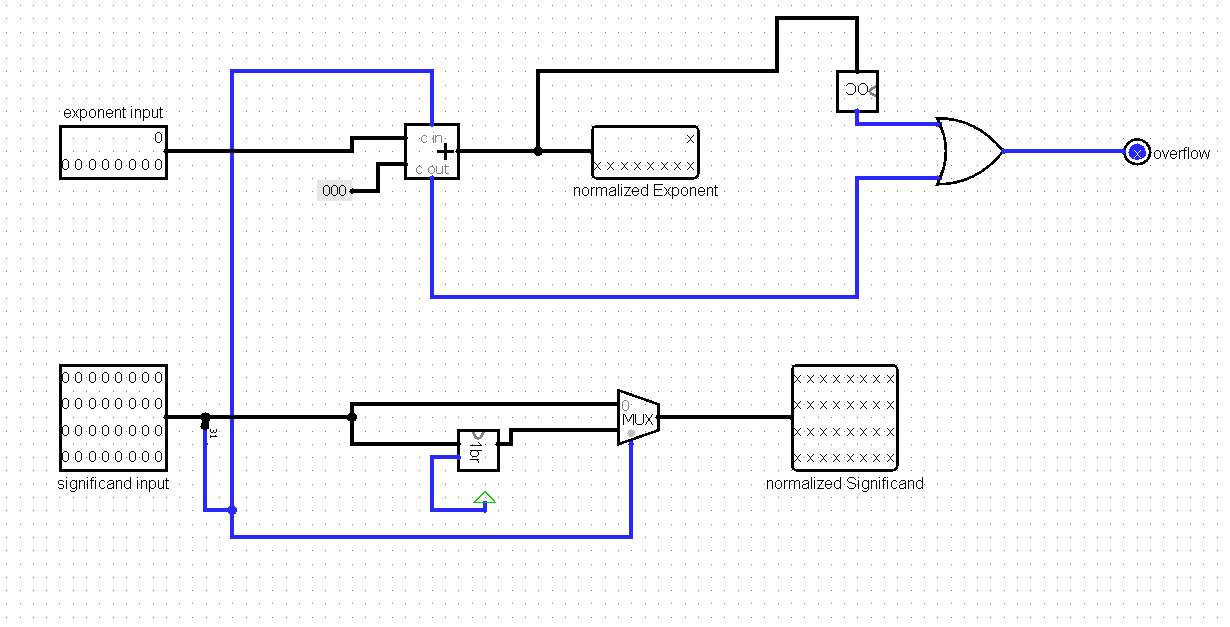 OC
exponent input
0
0 0 0 0 0 0 0 0
c in
c out
000
x
x x x x x x x x
normalized Exponent
x
overflow
0 0 0 0 0 0 0 0
0 0 0 0 0 0 0 0
0 0 0 0 0 0 0 0
0 0 0 0 0 0 0 0
significand input
31
1br
0
MUX
x x x x x x x x
x x x x x x x x
x x x x x x x x
x x x x x x x x
normalized Significand